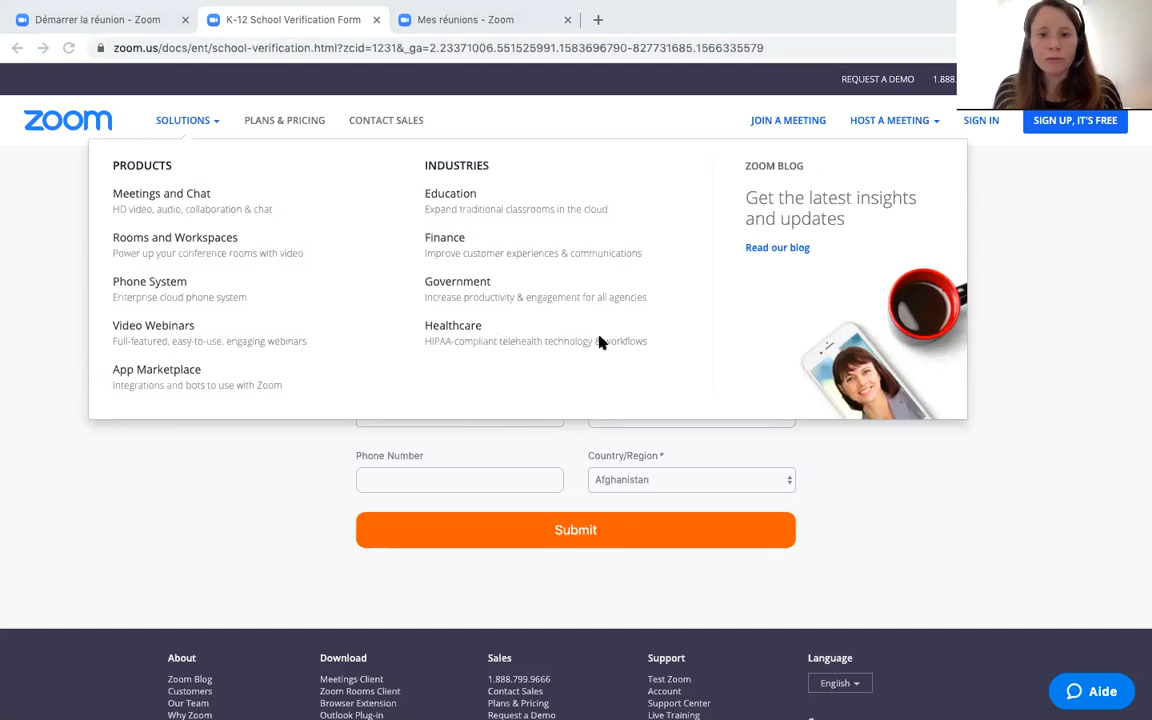 Démarrer la réunion - Zoom
K-12 School Verification Form
Mes réunions - Zoom
zoom.us/docs/ent/school-verification.html?zcid=1231&_ga=2.23371006.551525991.1583696790-827731685.1566335579
REQUEST A DEMO 1.888.
zoom
SOLUTIONS PLANS & PRICING CONTACT SALES
JOIN A MEETING HOST A MEETING SIGN IN SIGN UP, IT'S FREE
PRODUCTS
Meetings and Chat
HD video, audio, collaboration & chat
Rooms and Workspaces
Power up your conference rooms with video
Phone System
Enterprise cloud phone system
Video Webinars
Full-featured, easy-to-use, engaging webinars
App Marketplace
Integrations and bots to use with Zoom
INDUSTRIES
Education
Expand traditional classrooms in the cloud
Finance
Improve customer experiences & communications
Government
Increase productivity & engagement for all agencies
Healthcare
HIPAA-compliant telehealth technology & workflows
ZOOM BLOG
Get the latest insights
and updates
Read our blog
Phone Number
Country/Region*
Afghanistan
Submit
About
Zoom Blog
Customers
Our Team
Why Zoom
Download
Meetings Client
Zoom Rooms Client
Browser Extension
Outlook Plug-in
Sales
1.888.799.9666
Contact Sales
Plans & Pricing
Request a Demo
Support
Test Zoom
Account
Support Center
Live Training
Language
English
Aide